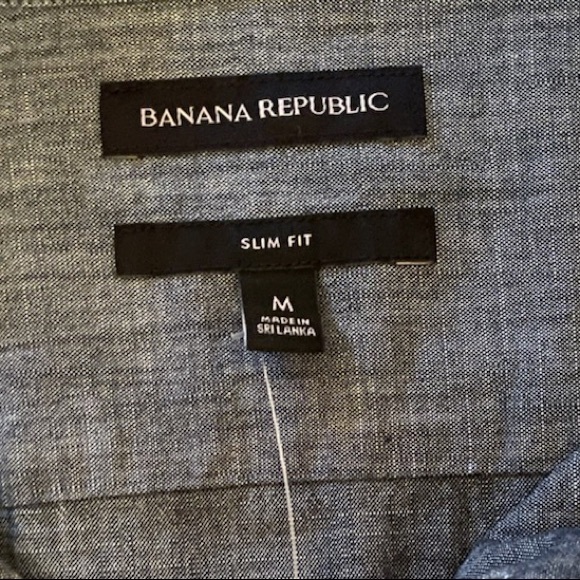 BANANA REPUBLIC
SLIM FIT
M
MADE IN
SRI LANKA